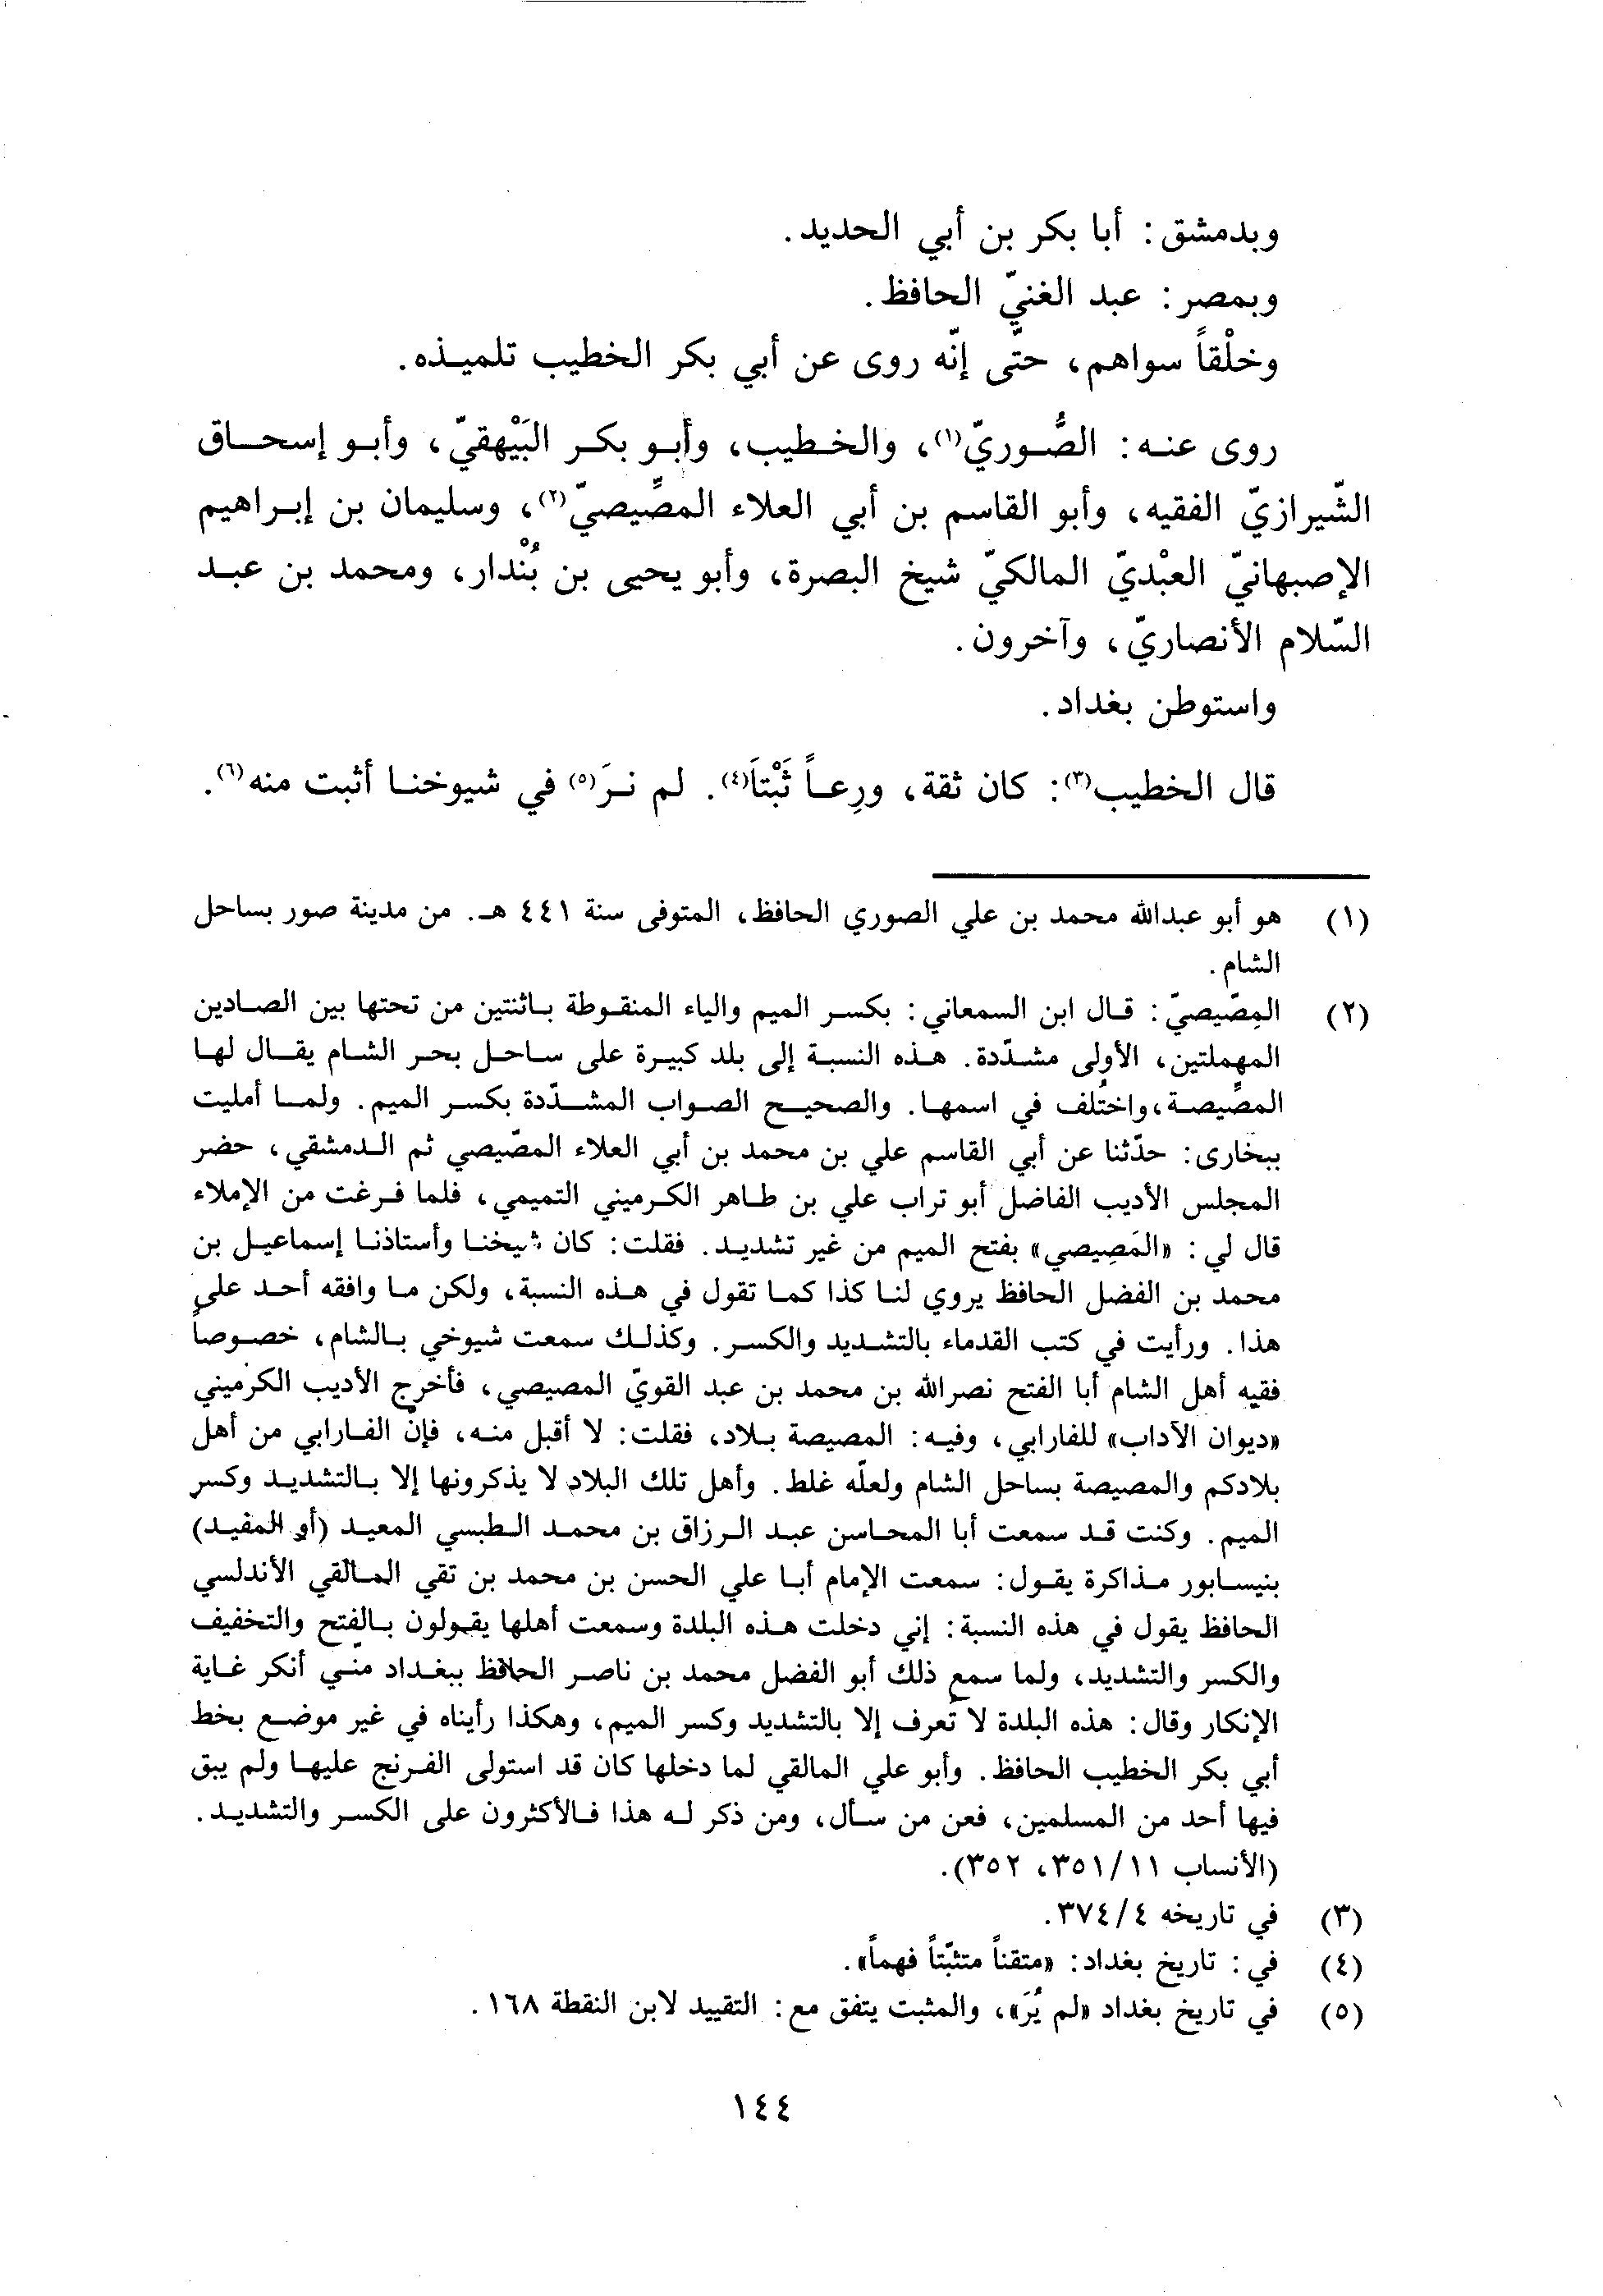 وبدمشق: أبا بكر بن أبي الحديد.
وبمصر: عبد الغنيّ الحافظ.
وخلْقاً سواهم، حتّى إنّه روى عن أبي بكر الخطيب تلميذه.
روى عنه: الصُّوريّ(١)، والخطيب، وأبو بكر البَيْهقيّ، وأبو إسحاق
الشّيرازيّ الفقيه، وأبو القاسم بن أبي العلاء المصِّيصيّ(٢)، وسليمان بن إبراهيم
الإصبهانيّ العبْديّ المالكيّ شيخ البصرة، وأبو يحيى بن بُنْدار، ومحمد بن عبد
السّلام الأنصاريّ، وآخرون.
واستوطن بغداد.
قال الخطيب(٣): كان ثقة، ورِعاً ثَبْتاً(٤). لم نرَ(٥) في شيوخنا أثبت منه(٦).
(١) هو أبو عبدالله محمد بن علي الصوري الحافظ، المتوفى سنة ٤٤١ هـ. من مدينة صور بساحل
الشام.
(٢) المِصّيصيّ: قال ابن السمعاني: بكسر الميم والياء المنقوطة باثنتين من تحتها بين الصادين
المهملتين، الأولى مشدّدة. هذه النسبة إلى بلد كبيرة على ساحل بحر الشام يقال لها
المصِّيصة، واختُلف في اسمها. والصحيح الصواب المشدّدة بكسر الميم. ولما أمليت
ببخارى: حدّثنا عن أبي القاسم علي بن محمد بن أبي العلاء المصّيصي ثم الدمشقي، حضر
المجلس الأديب الفاضل أبو تراب علي بن طاهر الكرميني التميمي، فلما فرغت من الإملاء
قال لي: «المَصِيصي» بفتح الميم من غير تشديد. فقلت: كان شيخنا وأستاذنا إسماعيل بن
محمد بن الفضل الحافظ يروي لنا كذا كما تقول في هذه النسبة، ولكن ما وافقه أحد على
هذا. ورأيت في كتب القدماء بالتشديد والكسر. وكذلك سمعت شيوخي بالشام، خصوصاً
فقيه أهل الشام أبا الفتح نصرالله بن محمد بن عبد القويّ المصيصي، فأخرج الأديب الكرميني
«ديوان الآداب» للفارابي، وفيه: المصيصة بلاد، فقلت: لا أقبل منه، فإنّ الفارابي من أهل
بلادكم والمصيصة بساحل الشام ولعلّه غلط. وأهل تلك البلاد لا يذكرونها إلا بالتشديد وكسر
الميم. وكنت قد سمعت أبا المحاسن عبد الرزاق بن محمد الطبسي المعيد (أو المفيد)
بنيسابور مذاكرة يقول: سمعت الإمام أبا علي الحسن بن محمد بن تقي المالقي الأندلسي
الحافظ يقول في هذه النسبة: إني دخلت هذه البلدة وسمعت أهلها يقولون بالفتح والتخفيف
والكسر والتشديد، ولما سمع ذلك أبو الفضل محمد بن ناصر الحافظ ببغداد منّي أنكر غاية
الإنكار وقال: هذه البلدة لا تُعرف إلا بالتشديد وكسر الميم، وهكذا رأيناه في غير موضع بخط
أبي بكر الخطيب الحافظ. وأبو علي المالقي لما دخلها كان قد استولى الفرنج عليها ولم يبق
فيها أحد من المسلمين، فعن من سأل، ومن ذكر له هذا فالأكثرون على الكسر والتشديد.
(الأنساب ١١/٣٥١، ٣٥٢).
(٣) في تاريخه ٤/٣٧٤.
(٤) في: تاريخ بغداد: «متقناً متثبّتاً فهماً».
(٥) في تاريخ بغداد «لم يُرَ»، والمثبت يتفق مع: التقييد لابن النقطة ١٦٨.
١٤٤